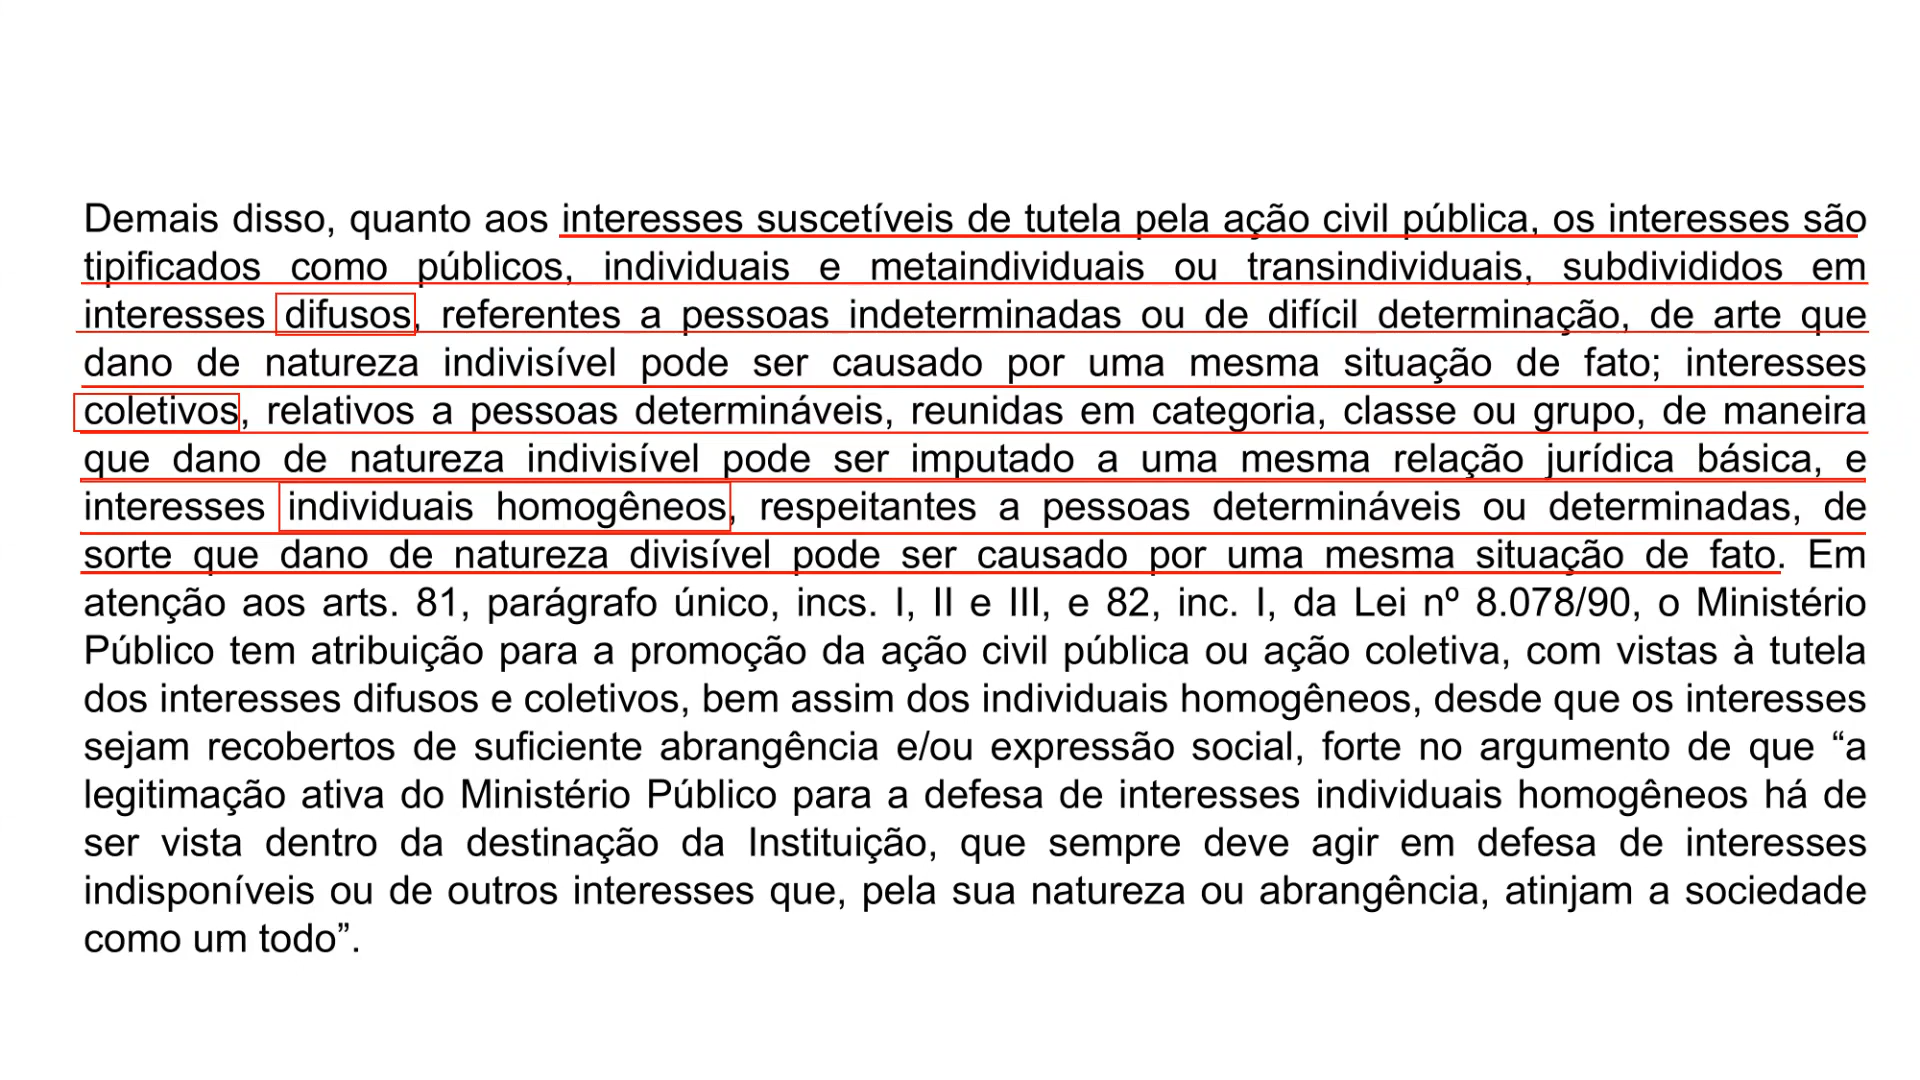 Demais disso, quanto aos interesses suscetíveis de tutela pela ação civil pública, os interesses são
tipificados como públicos, individuais e metaindividuais ou transindividuais, subdivididos em
interesses difusos, referentes a pessoas indeterminadas ou de difícil determinação, de arte que
dano de natureza indivisível pode ser causado por uma mesma situação de fato; interesses
coletivos, relativos a pessoas determináveis, reunidas em categoria, classe ou grupo, de maneira
que dano de natureza indivisível pode ser imputado a uma mesma relação jurídica básica, e
interesses individuais homogêneos, respeitantes a pessoas determináveis ou determinadas, de
sorte que dano de natureza divisível pode ser causado por uma mesma situação de fato. Em
atenção aos arts. 81, parágrafo único, incs. I, II e III, e 82, inc. I, da Lei nº 8.078/90, o Ministério
Público tem atribuição para a promoção da ação civil pública ou ação coletiva, com vistas à tutela
dos interesses difusos e coletivos, bem assim dos individuais homogêneos, desde que os interesses
sejam recobertos de suficiente abrangência e/ou expressão social, forte no argumento de que “a
legitimação ativa do Ministério Público para a defesa de interesses individuais homogêneos há de
ser vista dentro da destinação da Instituição, que sempre deve agir em defesa de interesses
indisponíveis ou de outros interesses que, pela sua natureza ou abrangência, atinjam a sociedade
como um todo”.